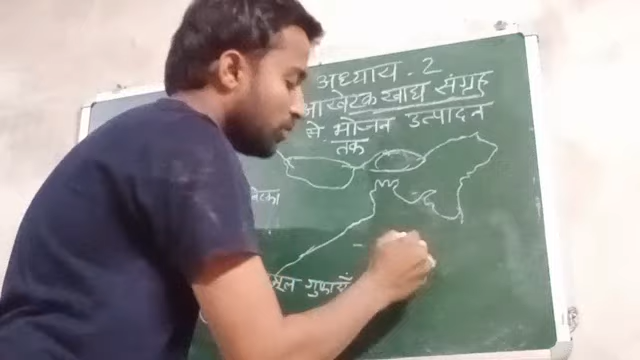 अध्याय - 2
आखेटक खाद्य संग्रह
से भोजन उत्पादन
तक
गुफाएँ